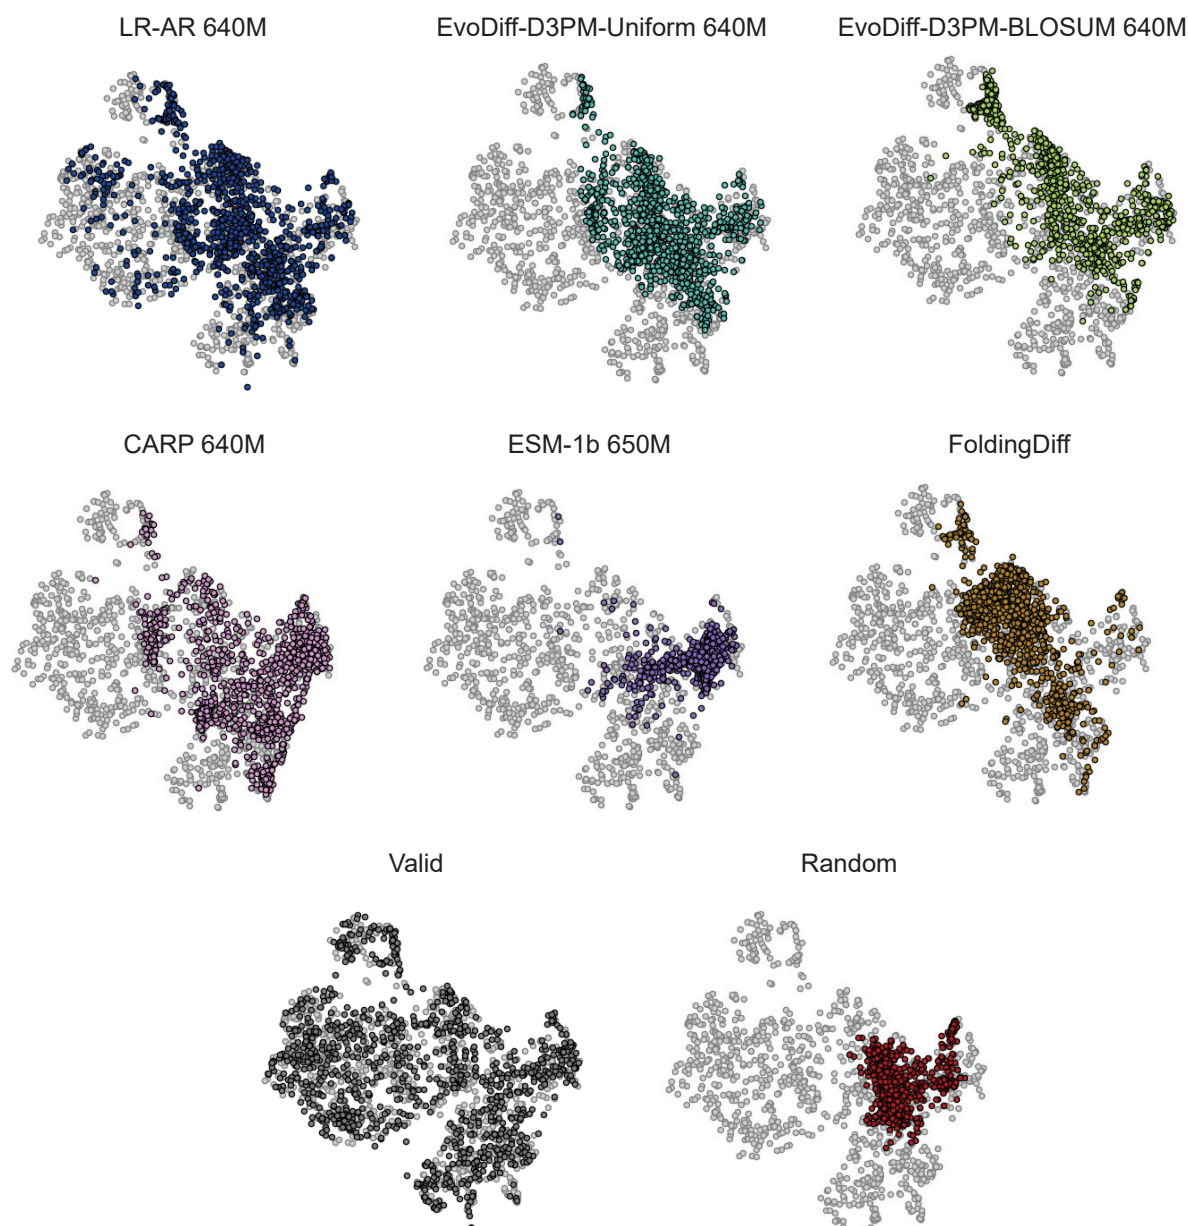 LR-AR 640M
EvoDiff-D3PM-Uniform 640M
EvoDiff-D3PM-BLOSUM 640M
CARP 640M
ESM-1b 650M
FoldingDiff
Valid
Random